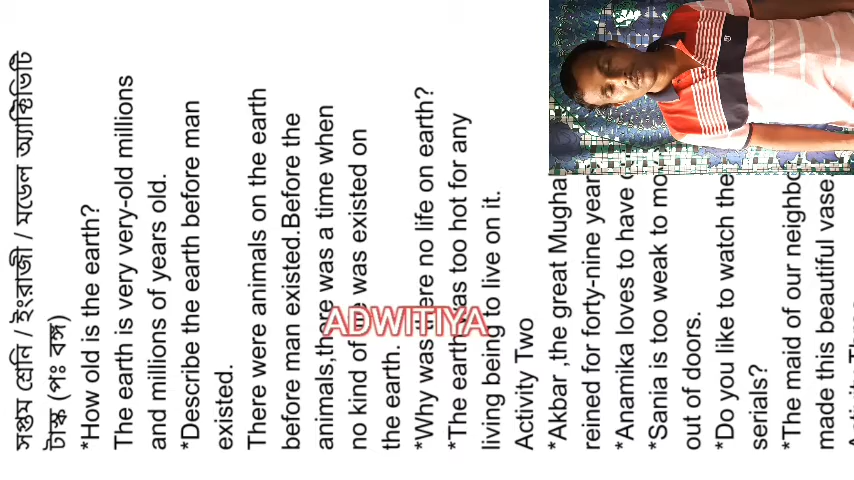 সপ্তম শ্রেনি / ইংরাজী / মডেল অ্যাক্টিভিটি
টাস্ক (পঃ বঙ্গ)
*How old is the earth?
The earth is very very-old millions
and millions of years old.
*Describe the earth before man
existed.
There were animals on the earth
before man existed.Before the
animals,there was a time when
no kind of was existed on
the earth.
*Why was there no life on earth?
*The earth was too hot for any
living being to live on it.
Activity Two
*Akbar ,the great
reined for forty-nine
*Anamika loves to have
*Sania is too weak to
out of doors.
*Do you like to watch
serials?
*The maid of our
made this beautiful vase
ADWITIYA